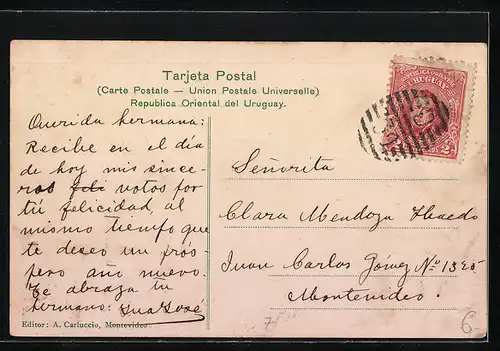 Tarjeta Postal
(Carte Postale — Union Postale Universelle)
Republica Oriental del Uruguay.
Querida hermana:
Recibe en el día
de hoy mis since-
ros votos por
tú felicidad, al
mismo tiempo que
te deseo un prós
pero año nuevo.
Te abraza tu
hermano: José
Editor: A. Carluccio, Montevideo
URUGUAY
Señorita
Clara Mendoza
Juan Carlos Gómez Nº 1325
Montevideo